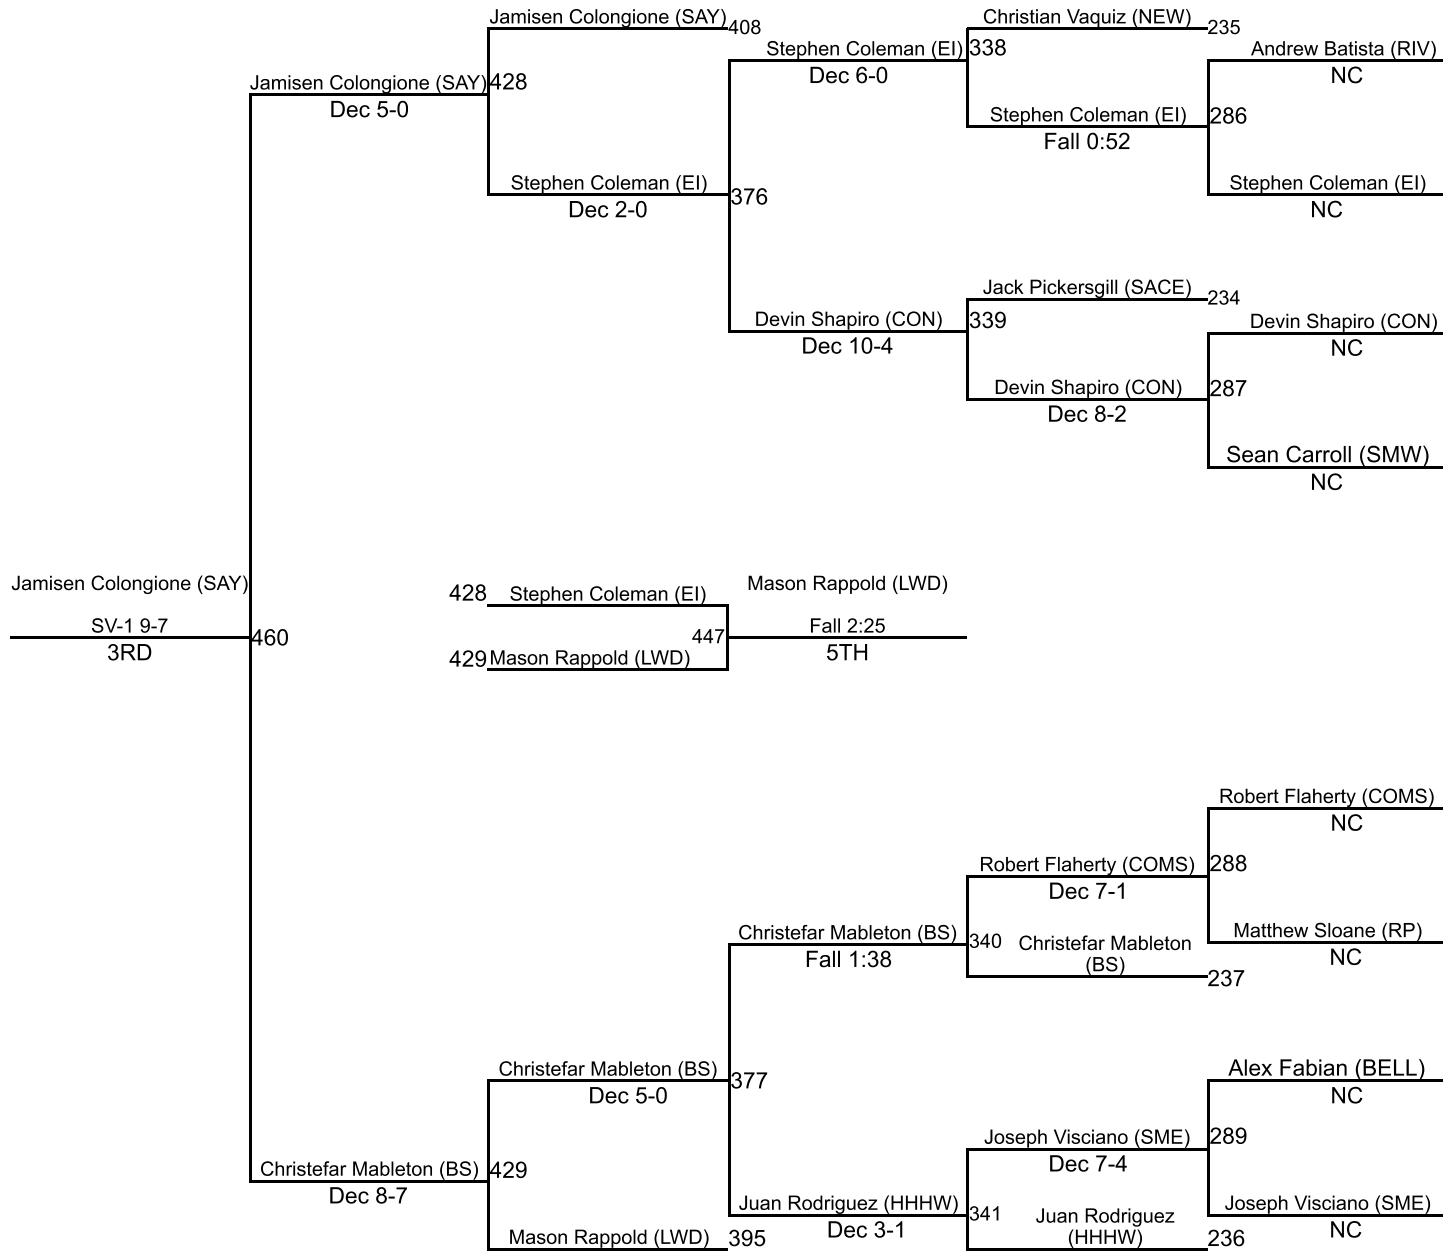 Jamisen Colongione (SAY)
408
Christian Vaquiz (NEW)
235
Stephen Coleman (EI)
338
Dec 6-0
Andrew Batista (RIV)
NC
Jamisen Colongione (SAY)
428
Dec 5-0
Stephen Coleman (EI)
286
Fall 0:52
Stephen Coleman (EI)
Dec 2-0
376
Stephen Coleman (EI)
NC
Jack Pickersgill (SACE)
234
Devin Shapiro (CON)
339
Dec 10-4
Devin Shapiro (CON)
NC
Devin Shapiro (CON)
287
Dec 8-2
Sean Carroll (SMW)
NC
Jamisen Colongione (SAY)
SV-1 9-7
3RD
460
428
Stephen Coleman (EI)
447
429
Mason Rappold (LWD)
Mason Rappold (LWD)
Fall 2:25
5TH
Robert Flaherty (COMS)
NC
Robert Flaherty (COMS)
288
Dec 7-1
Christefar Mableton (BS)
340
Fall 1:38
Christefar Mableton
(BS)
237
Matthew Sloane (RP)
NC
Christefar Mableton (BS)
377
Dec 5-0
Alex Fabian (BELL)
NC
Joseph Visciano (SME)
289
Dec 7-4
Christefar Mableton (BS)
429
Dec 8-7
Juan Rodriguez (HHHW)
341
Dec 3-1
Juan Rodriguez
(HHHW)
236
Joseph Visciano (SME)
NC
Mason Rappold (LWD)
395